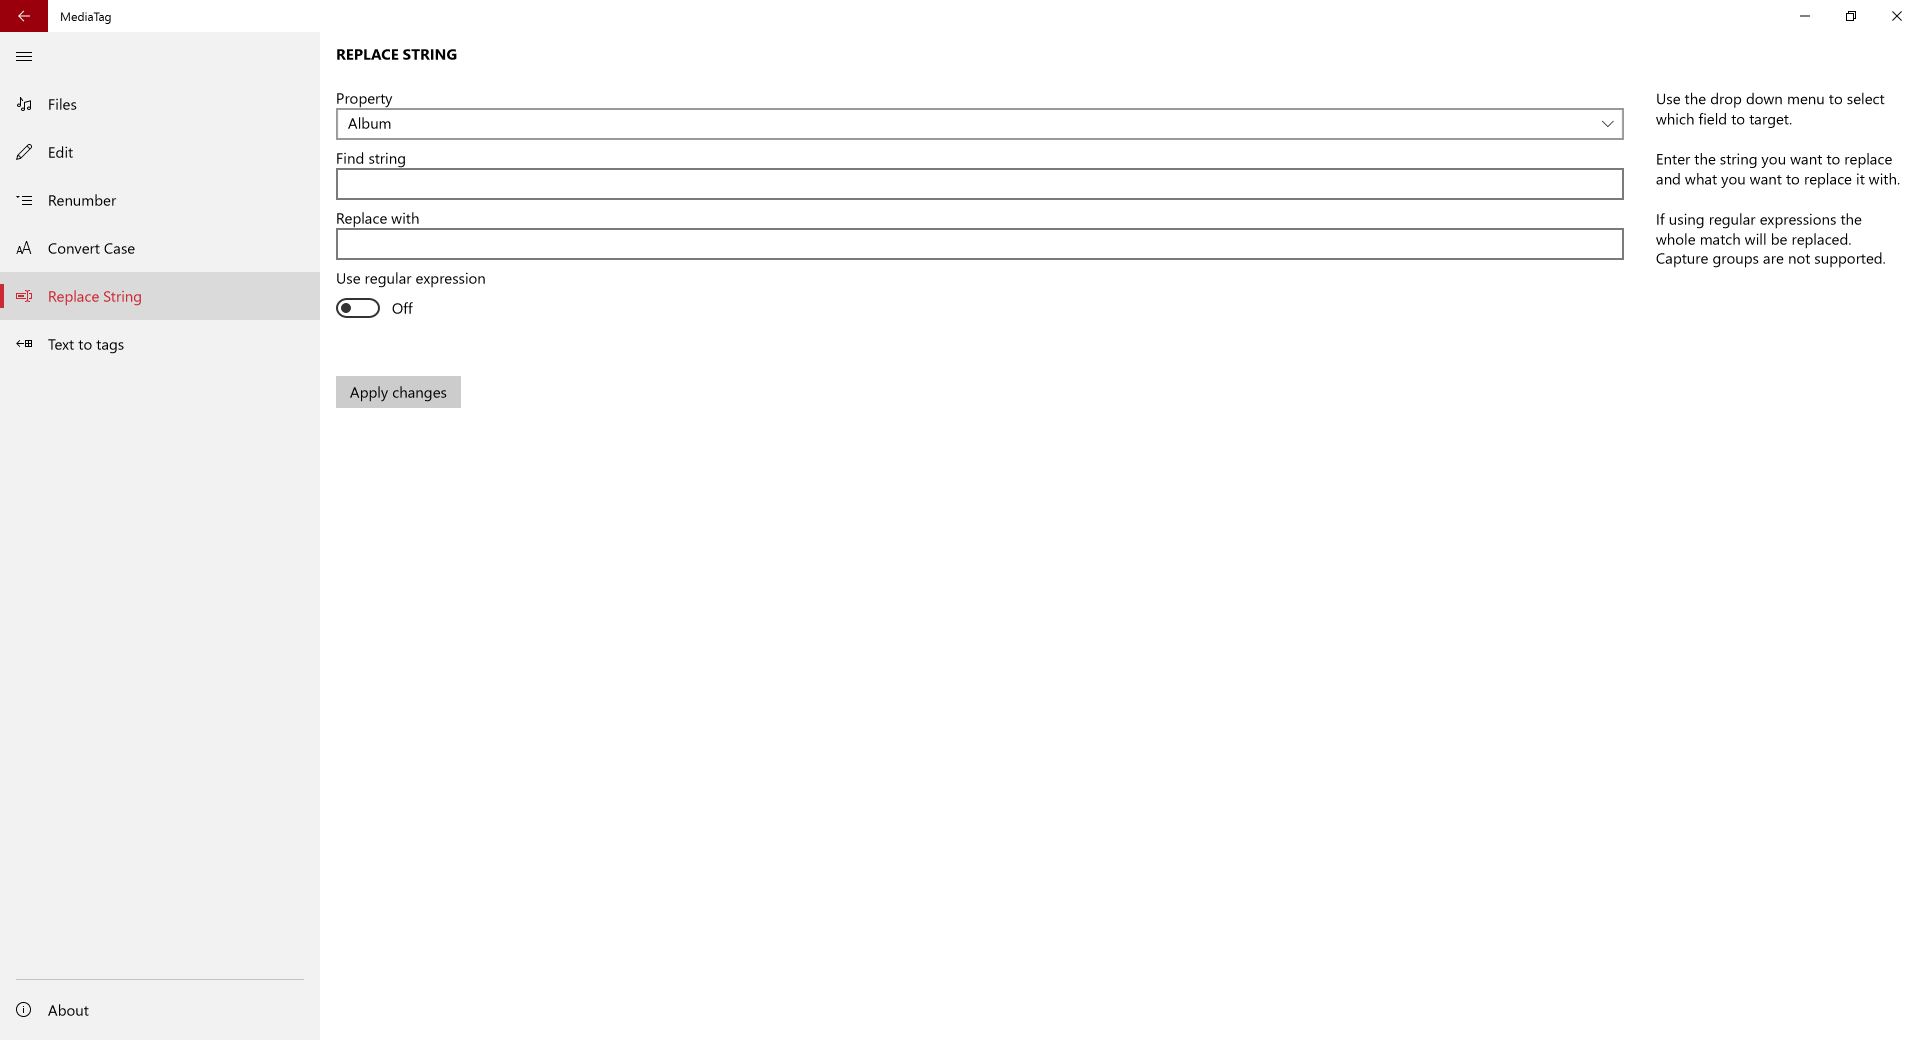 MediaTag
Files
Edit
Renumber
Convert Case
Replace String
Text to tags
About
REPLACE STRING
Property
Album
Find string
Replace with
Use regular expression
Off
Apply changes
Use the drop down menu to select
which field to target.
Enter the string you want to replace
and what you want to replace it with.
If using regular expressions the
whole match will be replaced.
Capture groups are not supported.